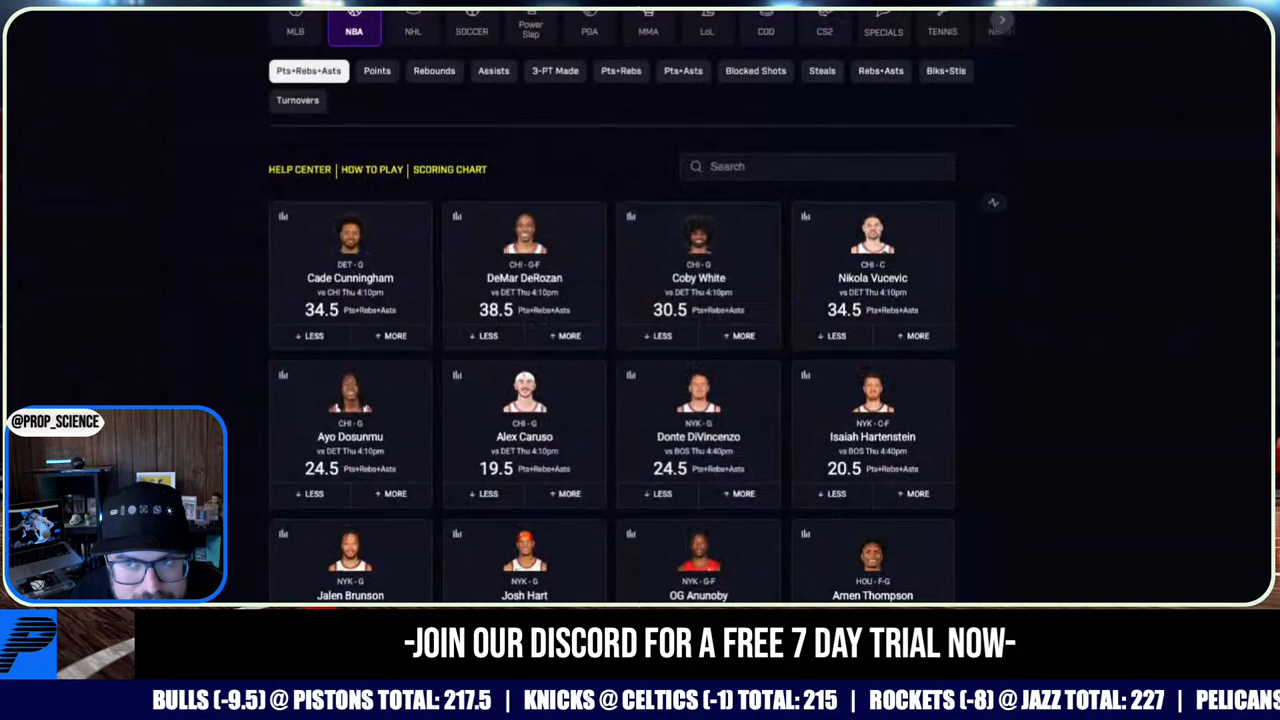 MLB NBA NHL SOCCER Power Slap PGA MMA LoL COD CS2 SPECIALS TENNIS
Pts+Rebs+Asts Points Rebounds Assists 3-PT Made Pts+Rebs Pts+Asts Blocked Shots Steals Rebs+Asts Blks+Stls
Turnovers
HELP CENTER | HOW TO PLAY | SCORING CHART Search
DET - G CHI - G-F CHI - G CHI - C
Cade Cunningham DeMar DeRozan Coby White Nikola Vucevic
vs CHI Thu 4:10pm vs DET Thu 4:10pm vs DET Thu 4:10pm vs DET Thu 4:10pm
34.5 Pts+Rebs+Asts 38.5 Pts+Rebs+Asts 30.5 Pts+Rebs+Asts 34.5 Pts+Rebs+Asts
↓ LESS ↑ MORE ↓ LESS ↑ MORE ↓ LESS ↑ MORE ↓ LESS ↑ MORE
CHI - G CHI - G NYK - G NYK - C-F
Ayo Dosunmu Alex Caruso Donte DiVincenzo Isaiah Hartenstein
vs DET Thu 4:10pm vs DET Thu 4:10pm vs BOS Thu 4:40pm vs BOS Thu 4:40pm
24.5 Pts+Rebs+Asts 19.5 Pts+Rebs+Asts 24.5 Pts+Rebs+Asts 20.5 Pts+Rebs+Asts
↓ LESS ↑ MORE ↓ LESS ↑ MORE ↓ LESS ↑ MORE ↓ LESS ↑ MORE
NYK - G NYK - G NYK - G-F HOU - F-G
Jalen Brunson Josh Hart OG Anunoby Amen Thompson
@PROP_SCIENCE
-JOIN OUR DISCORD FOR A FREE 7 DAY TRIAL NOW-
BULLS (-9.5) @ PISTONS TOTAL: 217.5 | KNICKS @ CELTICS (-1) TOTAL: 215 | ROCKETS (-8) @ JAZZ TOTAL: 227 | PELICANS